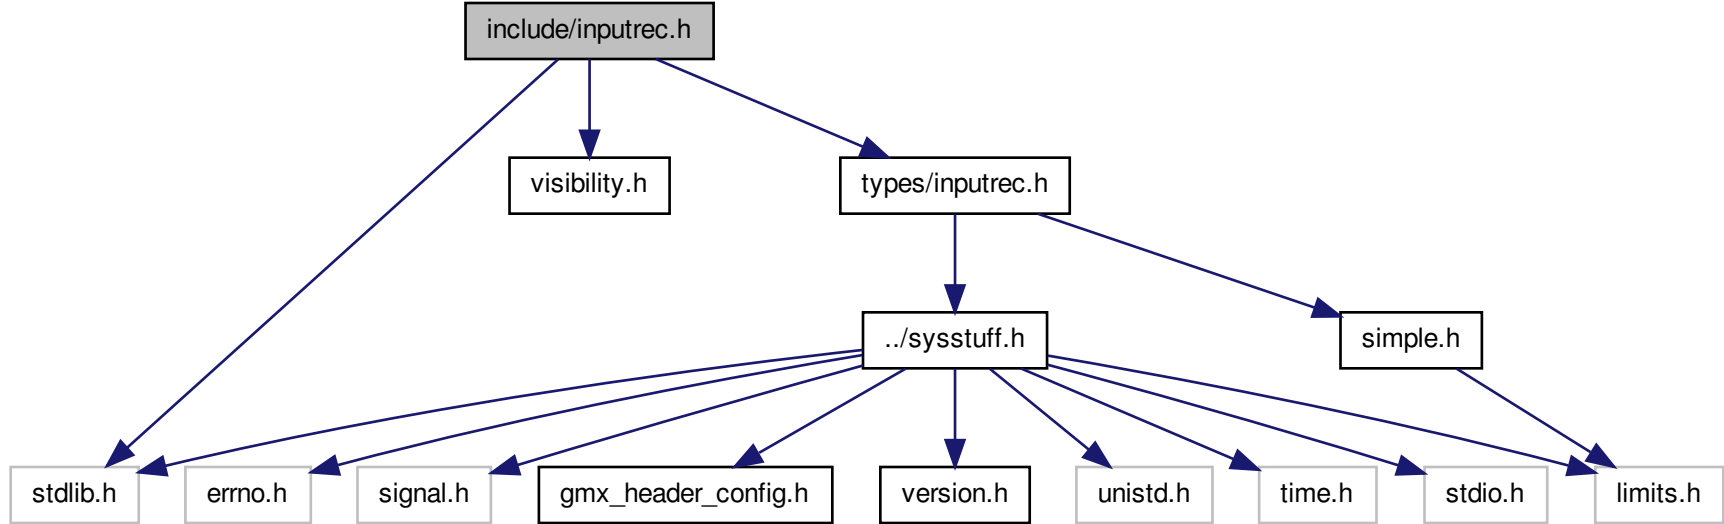 include/inputrec.h
visibility.h
types/inputrec.h
../sysstuff.h
simple.h
stdlib.h
errno.h
signal.h
gmx_header_config.h
version.h
unistd.h
time.h
stdio.h
limits.h